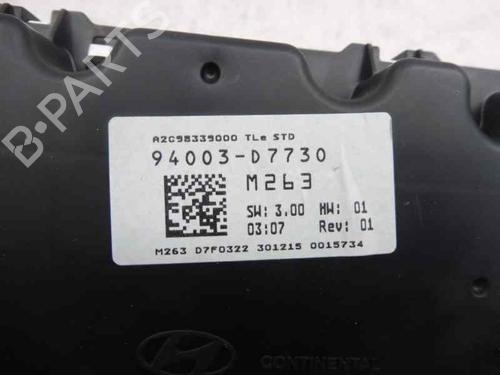 B-PARTS
A2C98339000 TLe STD
94003-D7730
M263
SW: 3.00 HW: 01
03:07 Rev: 01
M263 D7F0322 301215 0015734
CONTINENTAL